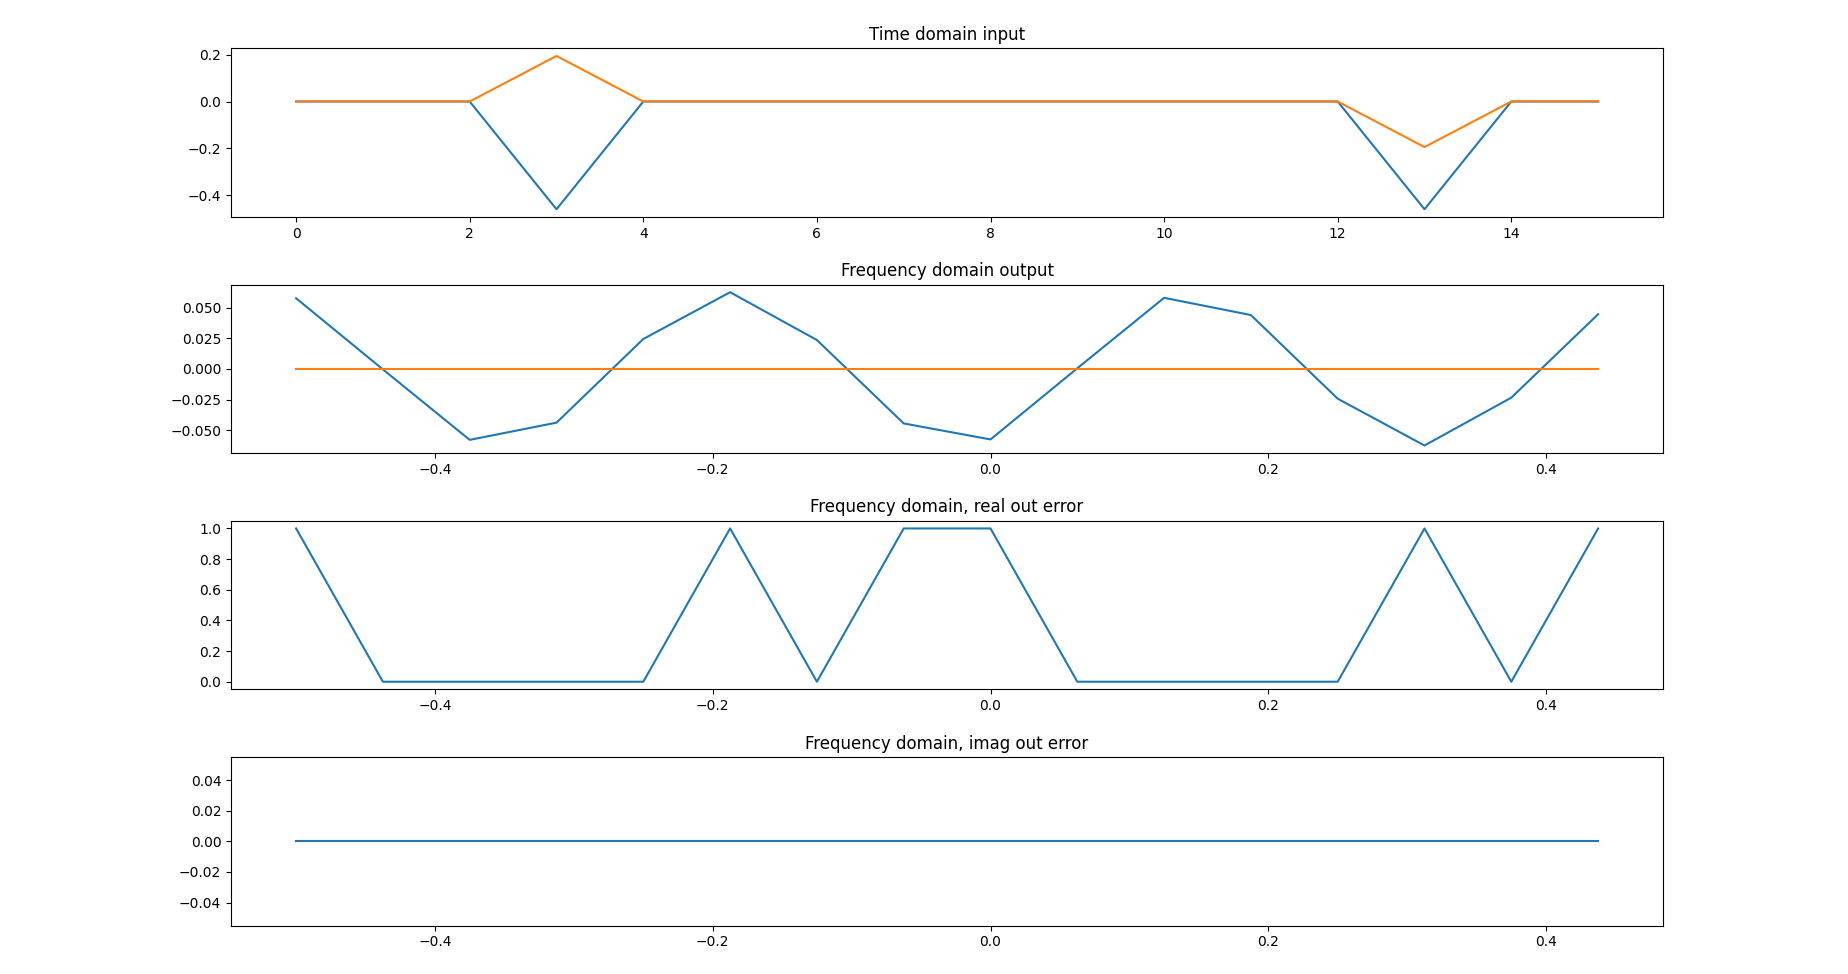 Time domain input
0.2
0.0
−0.2
−0.4
0 2 4 6 8 10 12 14
Frequency domain output
0.050
0.025
0.000
−0.025
−0.050
−0.4 −0.2 0.0 0.2 0.4
Frequency domain, real out error
1.0
0.8
0.6
0.4
0.2
0.0
−0.4 −0.2 0.0 0.2 0.4
Frequency domain, imag out error
0.04
0.02
0.00
−0.02
−0.04
−0.4 −0.2 0.0 0.2 0.4